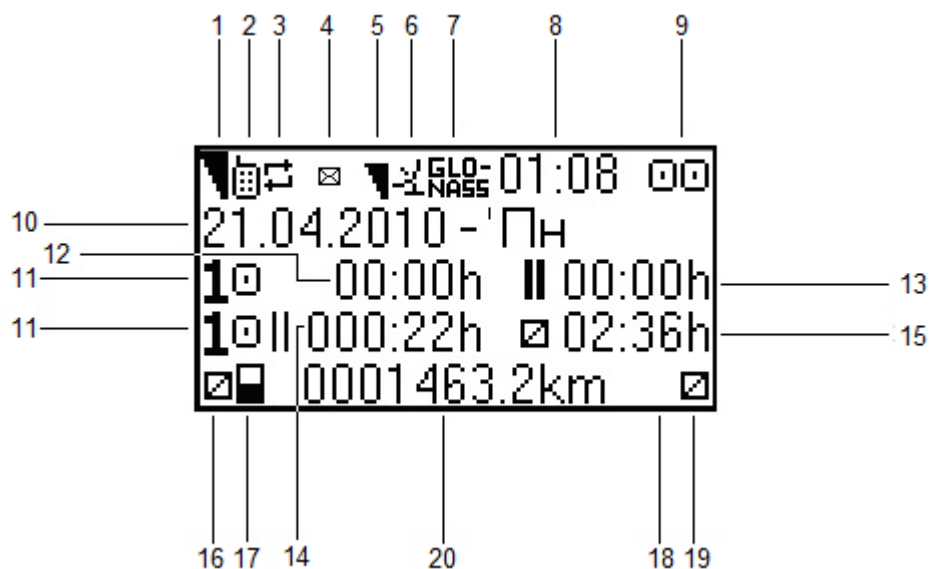 1 2 3 4 5 6 7 8 9
GLO-NASS 01:08
10
21.04.2010 - 'Пн
12
11
1 00:00h 00:00h
13
11
1 000:22h 02:36h
15
0001463.2km
16 17 14 20 18 19